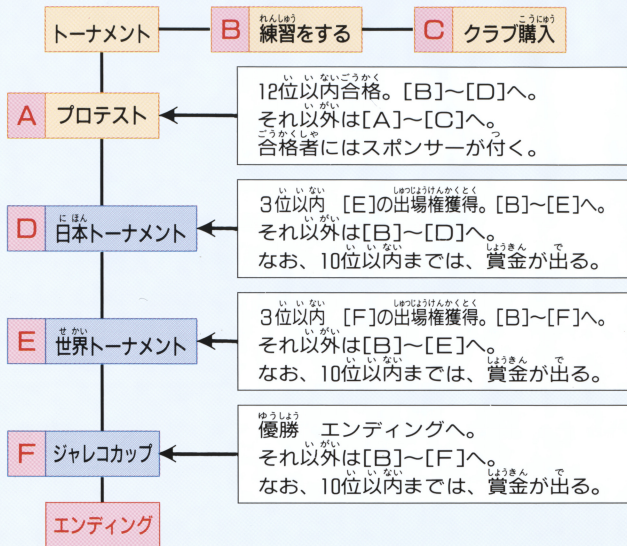 トーナメント
B 練習をする
C クラブ購入
A プロテスト
12位以内合格。[B]~[D]へ。
それ以外は[A]~[C]へ。
合格者にはスポンサーが付く。
D 日本トーナメント
3位以内 [E]の出場権獲得。[B]~[E]へ。
それ以外は[B]~[D]へ。
なお、10位以内までは、賞金が出る。
E 世界トーナメント
3位以内 [F]の出場権獲得。[B]~[F]へ。
それ以外は[B]~[E]へ。
なお、10位以内までは、賞金が出る。
F ジャレコカップ
優勝 エンディングへ。
それ以外は[B]~[F]へ。
なお、10位以内までは、賞金が出る。
エンディング